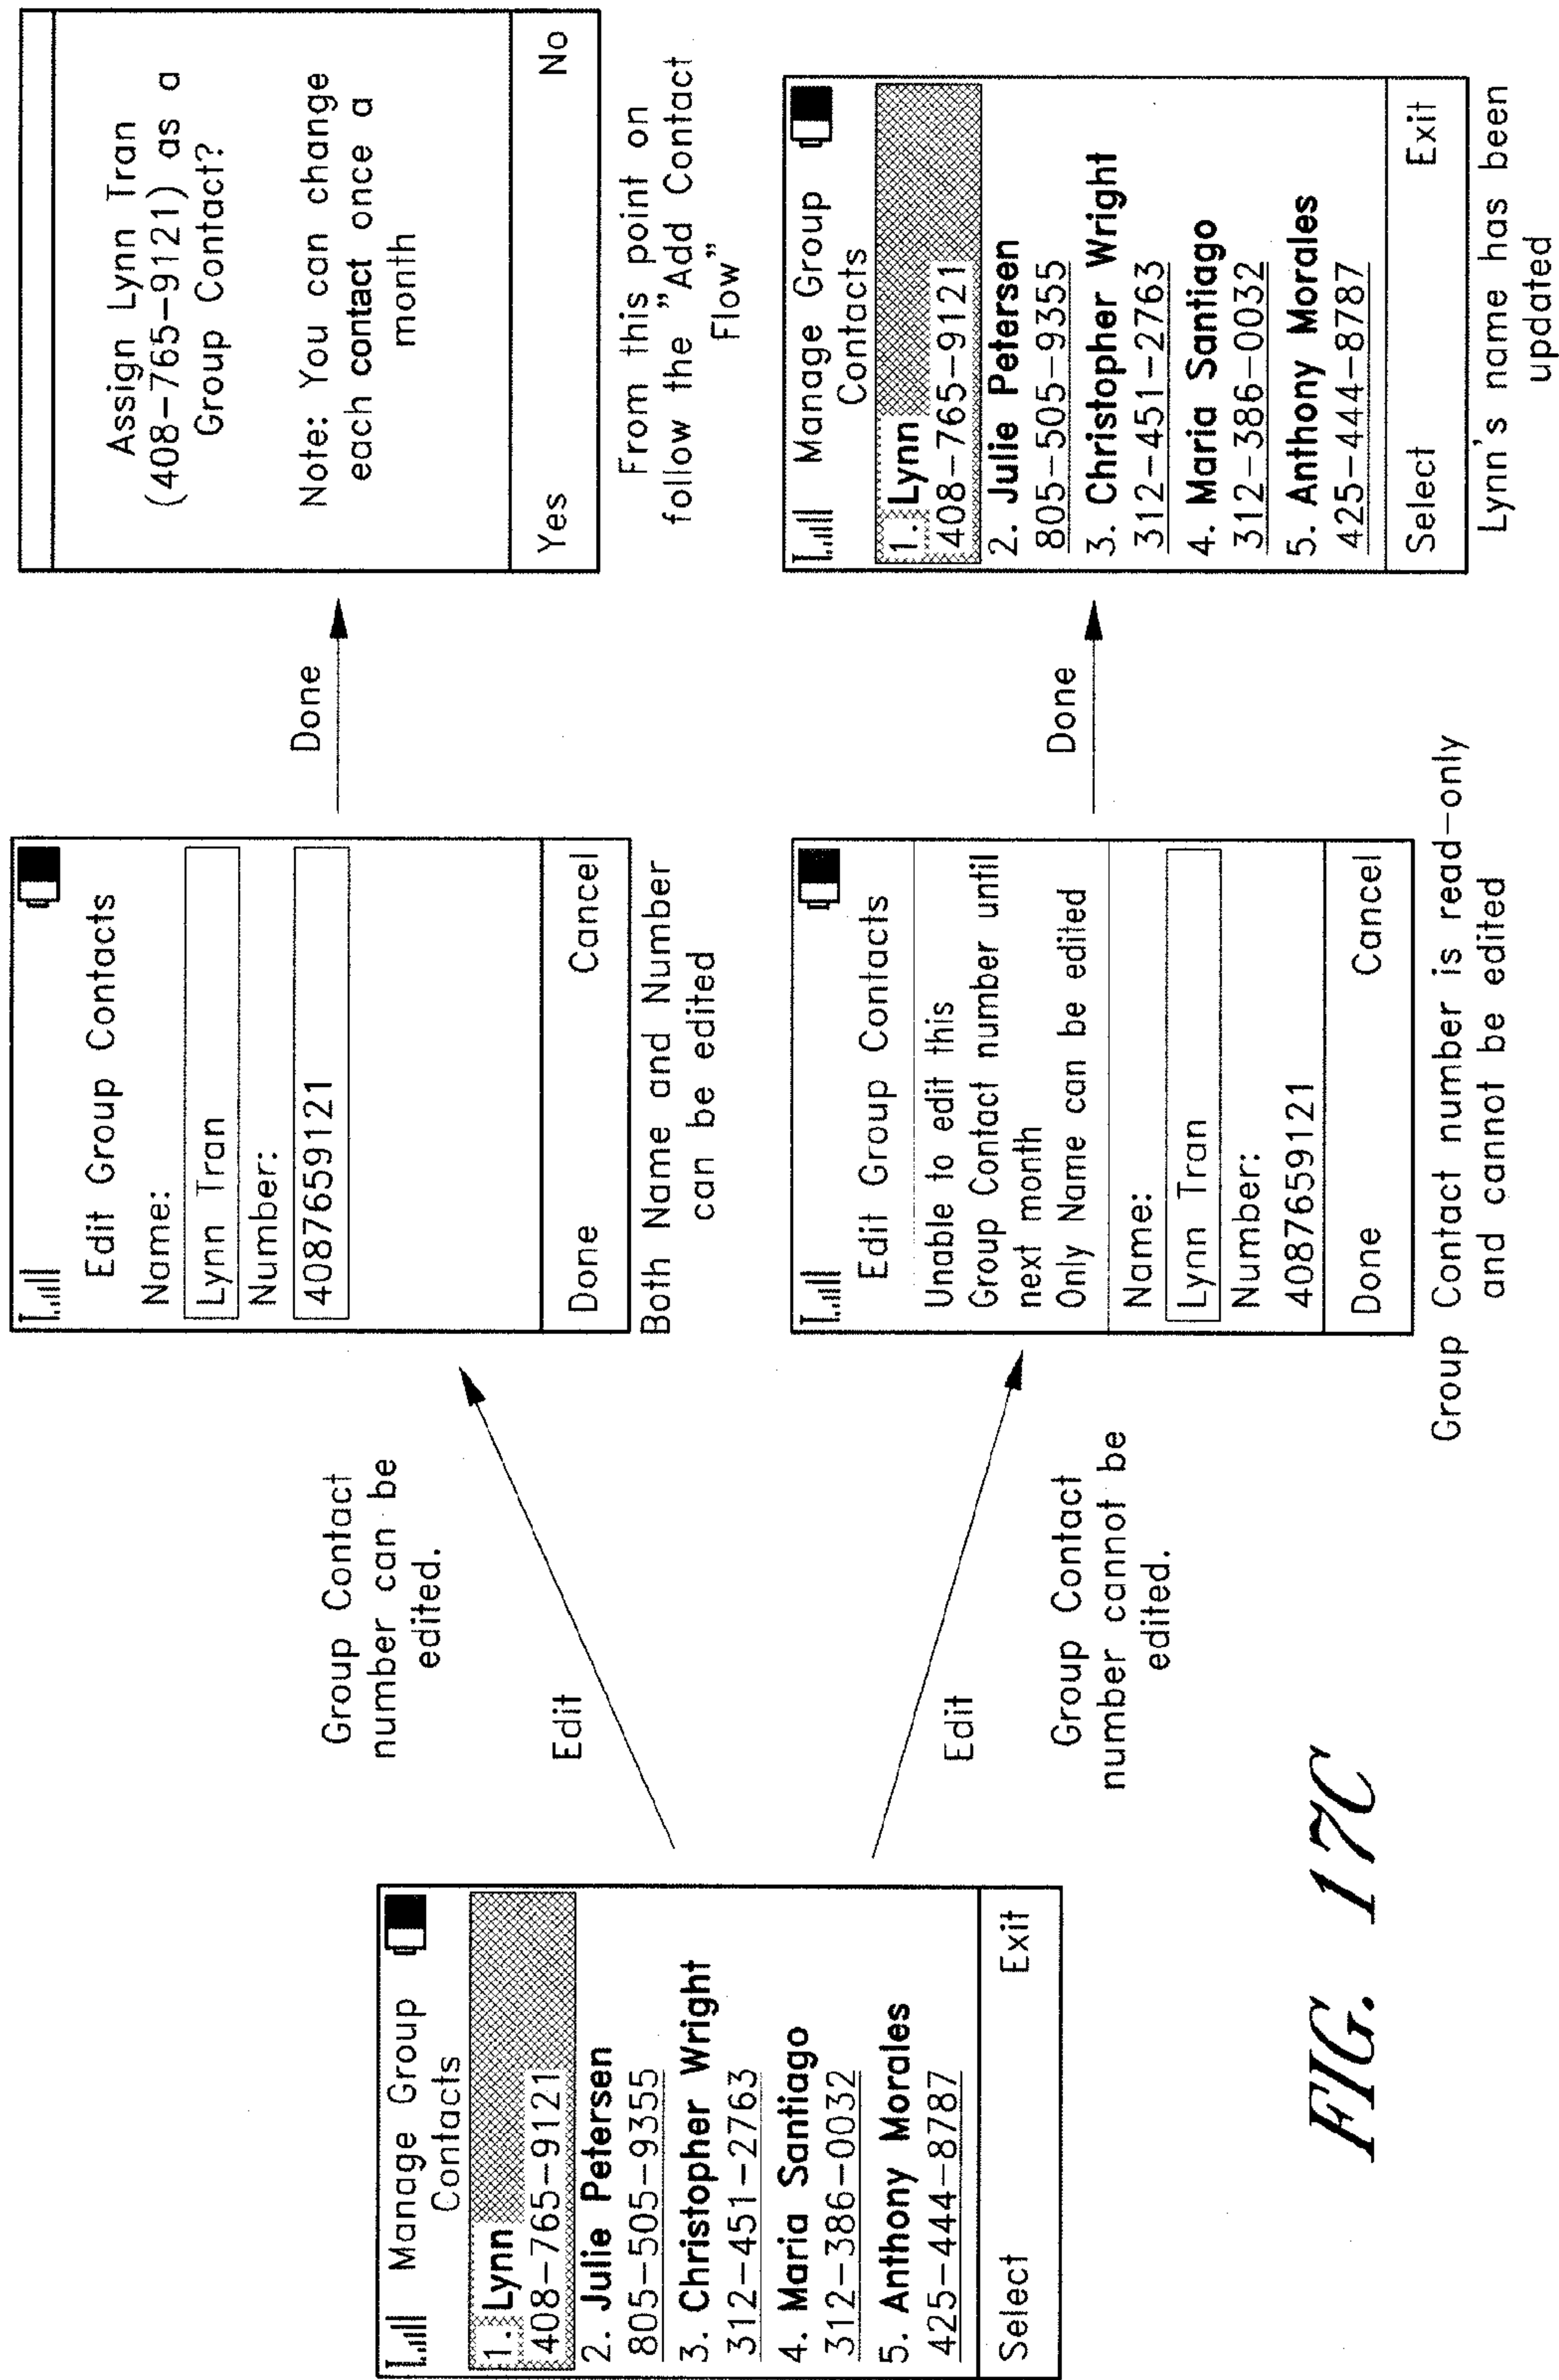 Manage Group
Contacts
1. Lynn
408-765-9121
2. Julie Petersen
805-505-9355
3. Christopher Wright
312-451-2763
4. Maria Santiago
312-386-0032
5. Anthony Morales
425-444-8787
Select Exit
Group Contact
number can be
edited.
Edit
Edit
Group Contact
number cannot be
edited.
Edit Group Contacts
Name:
Lynn Tran
Number:
4087659121
Done Cancel
Both Name and Number
can be edited
Done
Assign Lynn Tran
(408-765-9121) as a
Group Contact?
Note: You can change
each contact once a
month
Yes No
From this point on
follow the "Add Contact
Flow"
Edit Group Contacts
Unable to edit this
Group Contact number until
next month
Only Name can be edited
Name:
Lynn Tran
Number:
4087659121
Done Cancel
Group Contact number is read-only
and cannot be edited
Done
Manage Group
Contacts
1. Lynn
408-765-9121
2. Julie Petersen
805-505-9355
3. Christopher Wright
312-451-2763
4. Maria Santiago
312-386-0032
5. Anthony Morales
425-444-8787
Select Exit
Lynn's name has been
updated
FIG. 17C